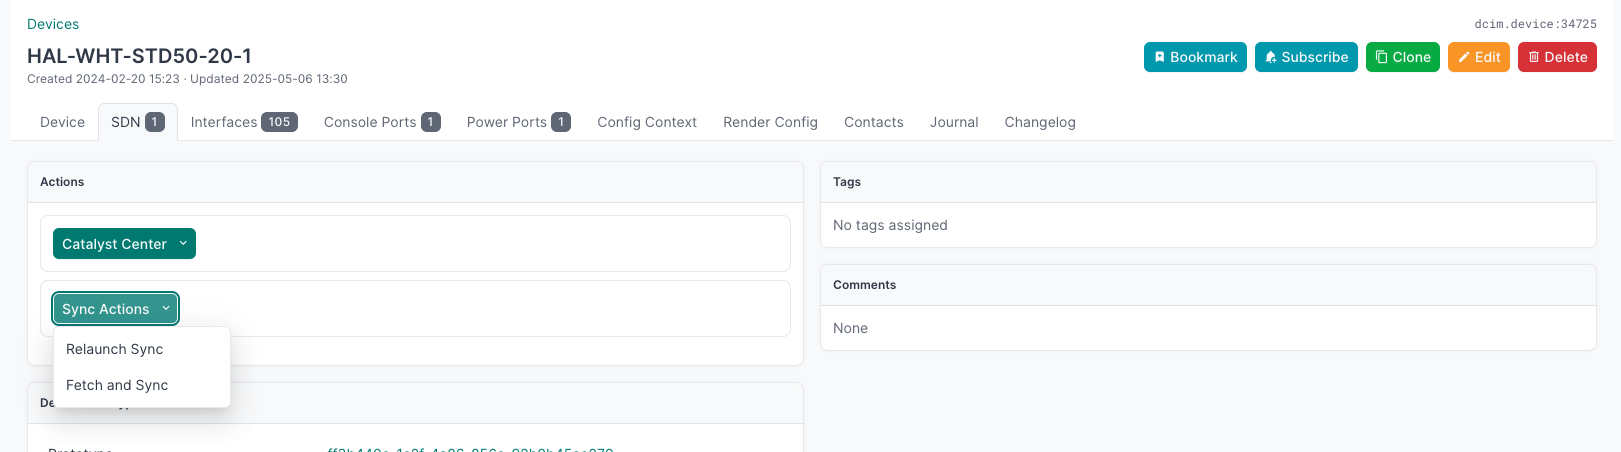 Devices
dcim.device:34725
HAL-WHT-STD50-20-1
Created 2024-02-20 15:23 · Updated 2025-05-06 13:30
Bookmark Subscribe Clone Edit Delete
Device SDN 1 Interfaces 105 Console Ports 1 Power Ports 1 Config Context Render Config Contacts Journal Changelog
Actions
Catalyst Center
Sync Actions
Relaunch Sync
Fetch and Sync
Tags
No tags assigned
Comments
None
Prototype